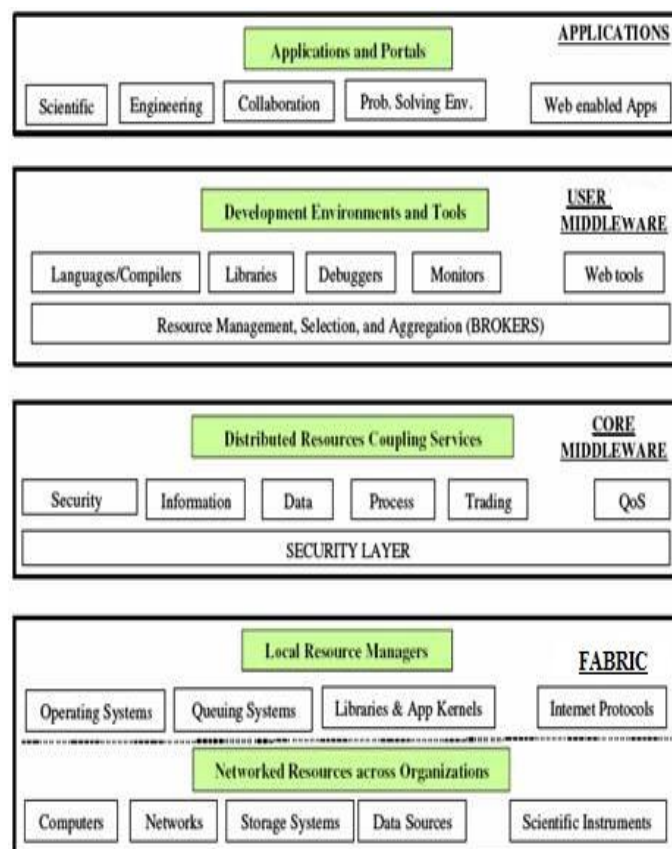 APPLICATIONS
Applications and Portals
Scientific
Engineering
Collaboration
Prob. Solving Env.
Web enabled Apps
USER
MIDDLEWARE
Development Environments and Tools
Languages/Compilers
Libraries
Debuggers
Monitors
Web tools
Resource Management, Selection, and Aggregation (BROKERS)
CORE
MIDDLEWARE
Distributed Resources Coupling Services
Security
Information
Data
Process
Trading
QoS
SECURITY LAYER
Local Resource Managers
FABRIC
Operating Systems
Queuing Systems
Libraries & App Kernels
Internet Protocols
Networked Resources across Organizations
Computers
Networks
Storage Systems
Data Sources
Scientific Instruments